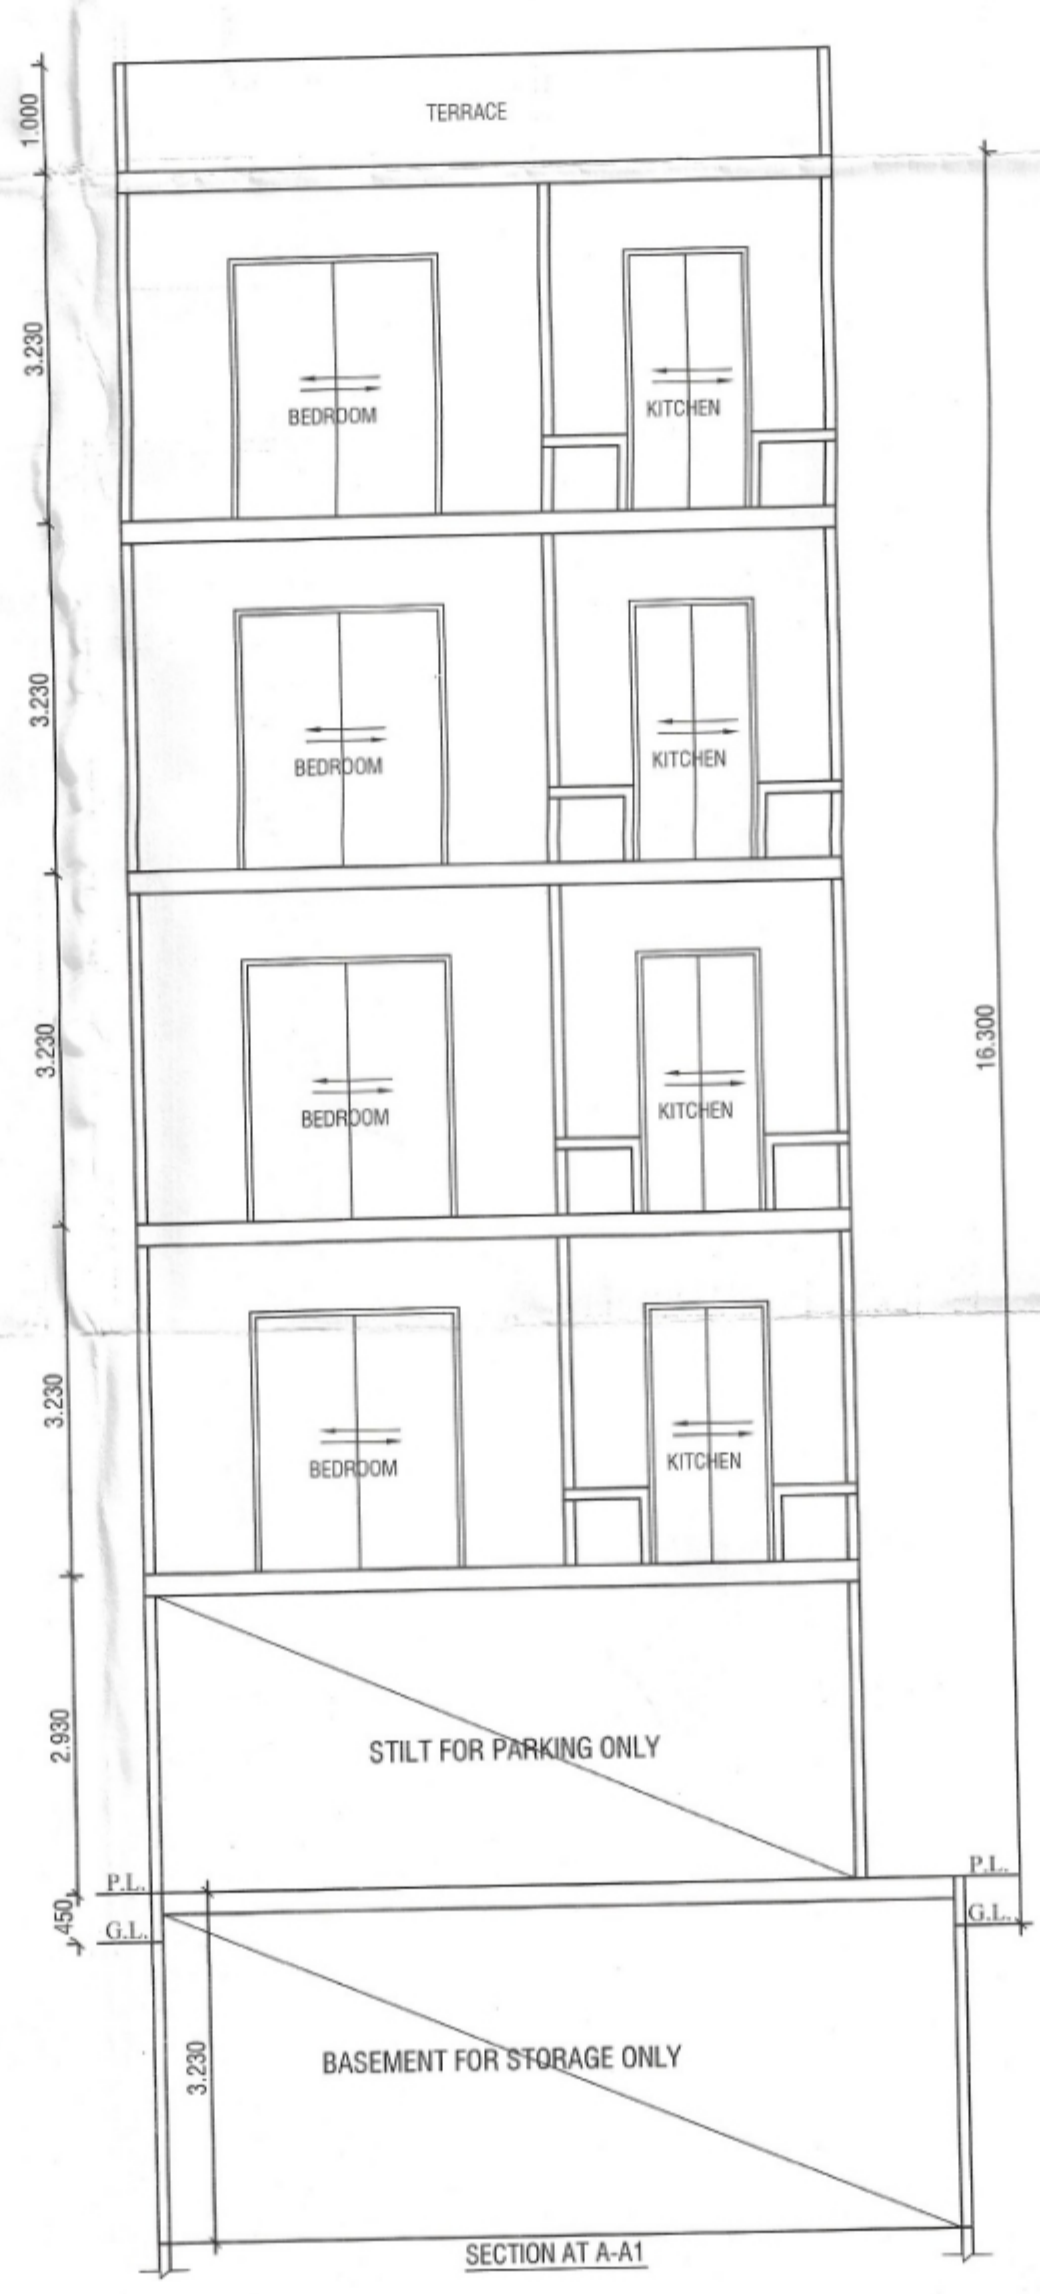 TERRACE
1.000
3.230
BEDROOM
KITCHEN
3.230
BEDROOM
KITCHEN
3.230
BEDROOM
KITCHEN
16.300
3.230
BEDROOM
KITCHEN
2.930
STILT FOR PARKING ONLY
P.L.
P.L.
450
G.L.
G.L.
3.230
BASEMENT FOR STORAGE ONLY
SECTION AT A-A1